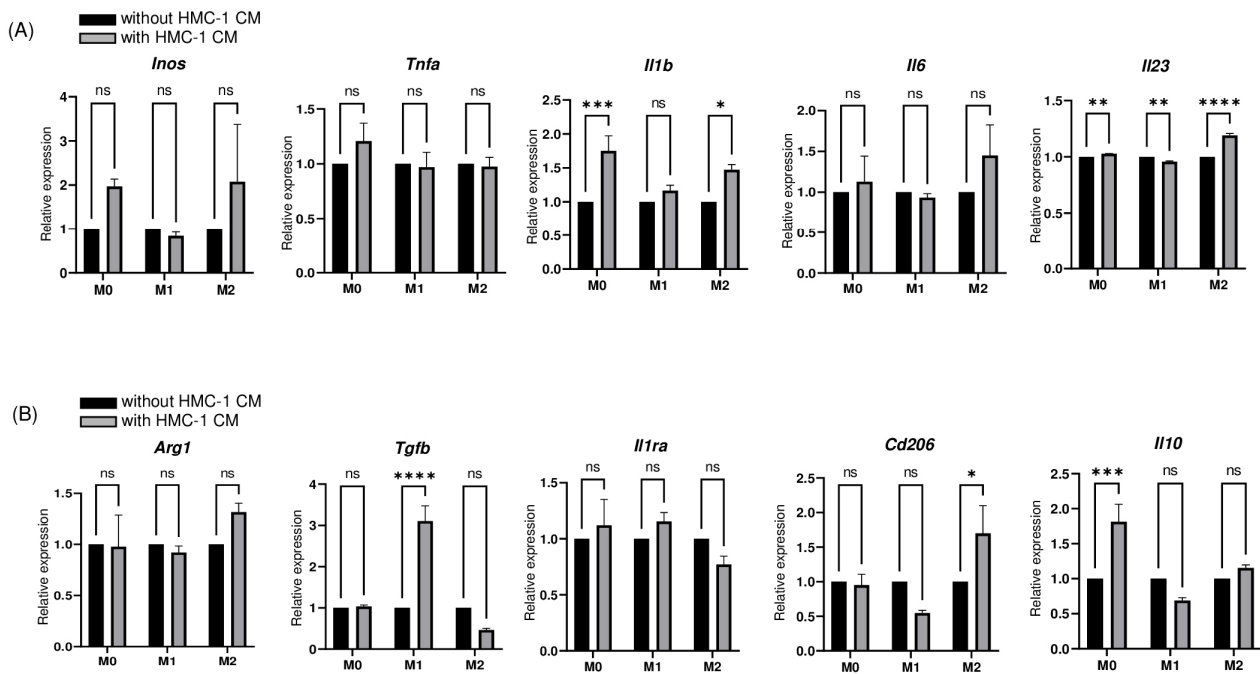 (A)
without HMC-1 CM
with HMC-1 CM
Inos
Relative expression
4
3
2
1
0
ns
ns
ns
M0 M1 M2
Tnfa
Relative expression
1.5
1.0
0.5
0.0
ns
ns
ns
M0 M1 M2
Il1b
Relative expression
2.5
2.0
1.5
1.0
0.5
0.0
***
ns
*
M0 M1 M2
Il6
Relative expression
2.0
1.5
1.0
0.5
0.0
ns
ns
ns
M0 M1 M2
Il23
Relative expression
1.5
1.0
0.5
0.0
**
**
****
M0 M1 M2
(B)
without HMC-1 CM
with HMC-1 CM
Arg1
Relative expression
1.5
1.0
0.5
0.0
ns
ns
ns
M0 M1 M2
Tgfb
Relative expression
4
3
2
1
0
ns
****
ns
M0 M1 M2
Il1ra
Relative expression
1.5
1.0
0.5
0.0
ns
ns
ns
M0 M1 M2
Cd206
Relative expression
2.5
2.0
1.5
1.0
0.5
0.0
ns
ns
*
M0 M1 M2
Il10
Relative expression
2.5
2.0
1.5
1.0
0.5
0.0
***
ns
ns
M0 M1 M2